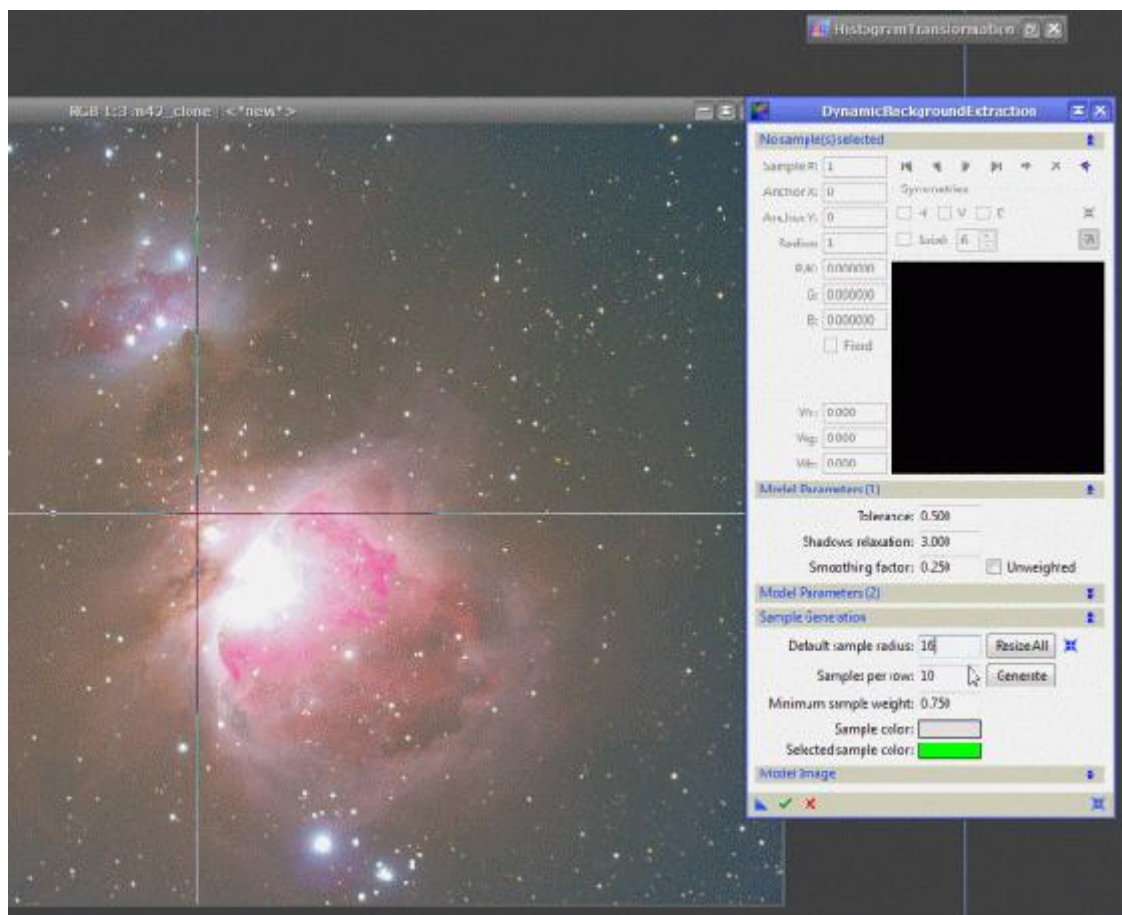 HistogramTransformation
RGB 1:3 m42_clone | <*new*>
DynamicBackgroundExtraction
No sample(s) selected
Sample #: 1
Anchor X: 0
Symmetries
Anchor Y: 0
H V D
Radius: 1
Axial: 6
R/K: 0.000000
G: 0.000000
B: 0.000000
Fixed
Wr: 0.000
Wg: 0.000
Wb: 0.000
Model Parameters (1)
Tolerance: 0.500
Shadows relaxation: 3.000
Smoothing factor: 0.250 Unweighted
Model Parameters (2)
Sample Generation
Default sample radius: 16 Resize All
Samples per row: 10 Generate
Minimum sample weight: 0.750
Sample color:
Selected sample color:
Model Image